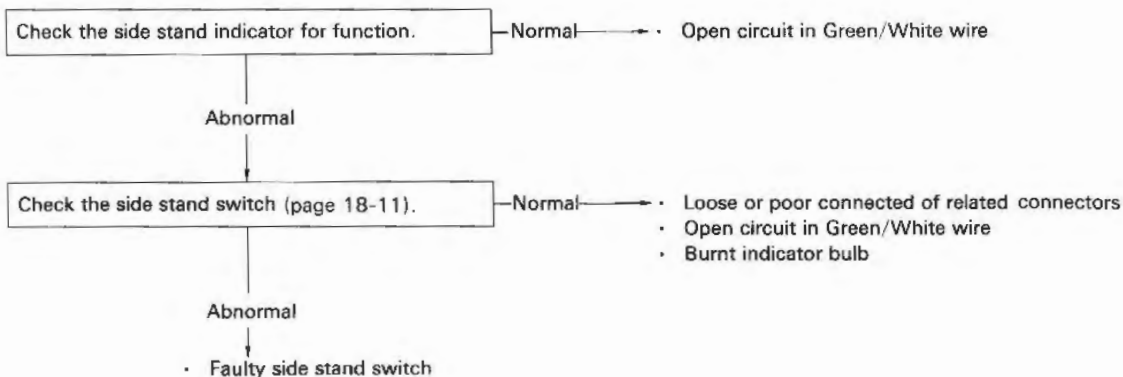 Check the side stand indicator for function.
Normal
· Open circuit in Green/White wire
Abnormal
Check the side stand switch (page 18-11).
Normal
· Loose or poor connected of related connectors
· Open circuit in Green/White wire
· Burnt indicator bulb
Abnormal
· Faulty side stand switch